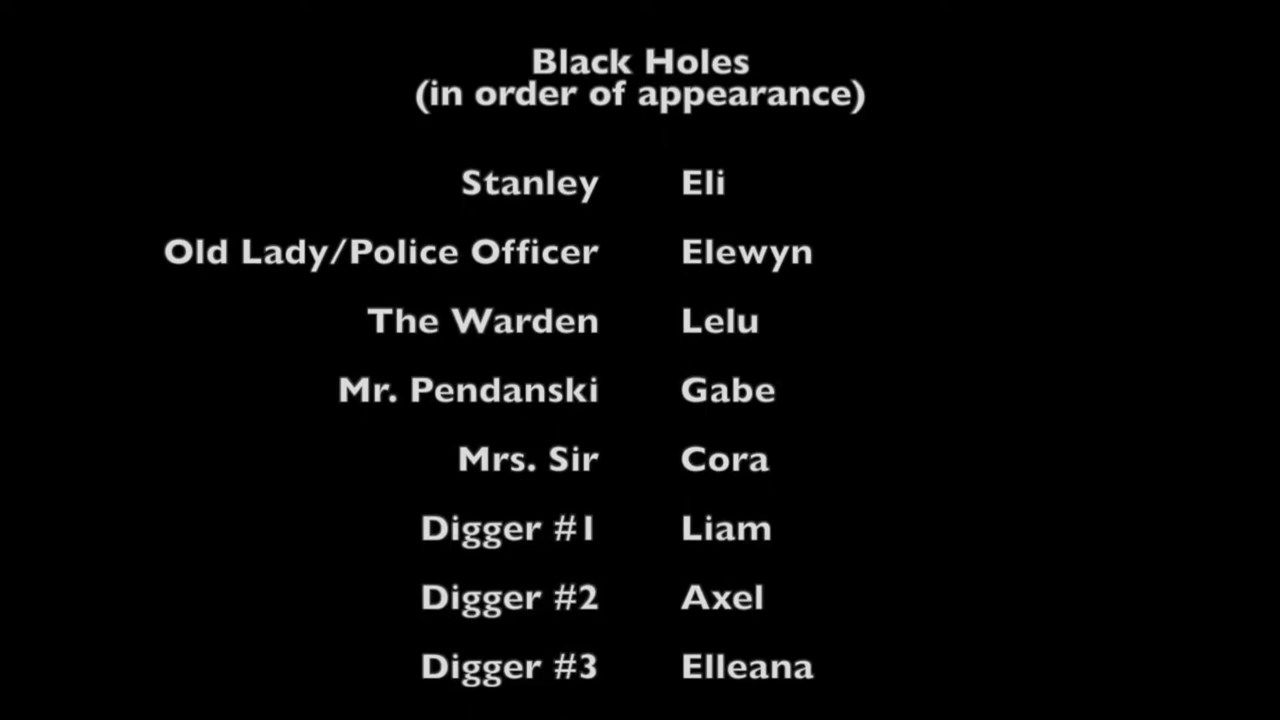 Black Holes
(in order of appearance)
Stanley Eli
Old Lady/Police Officer Elewyn
The Warden Lelu
Mr. Pendanski Gabe
Mrs. Sir Cora
Digger #1 Liam
Digger #2 Axel
Digger #3 Elleana